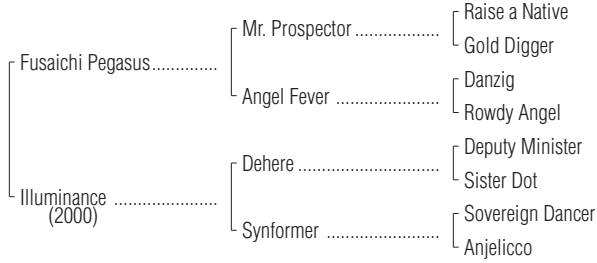 Raise a Native
Mr. Prospector ..................
Gold Digger
Fusaichi Pegasus..............
Danzig
Angel Fever ......................
Rowdy Angel
Deputy Minister
Dehere ..............................
Sister Dot
Illuminance ......................
(2000)
Sovereign Dancer
Synformer ........................
Anjelicco